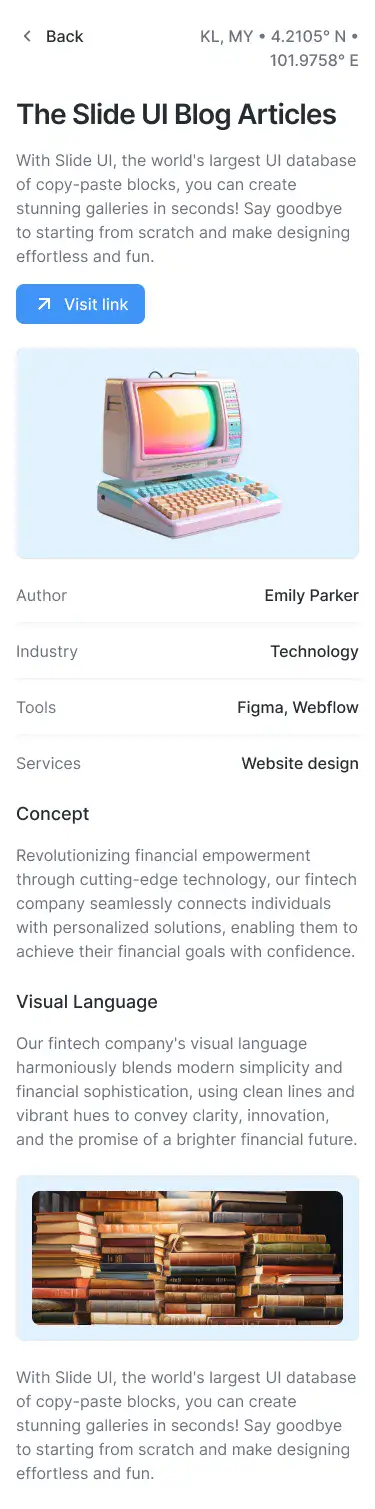 Back
KL, MY • 4.2105° N •
101.9758° E
The Slide UI Blog Articles
With Slide UI, the world's largest UI database
of copy-paste blocks, you can create
stunning galleries in seconds! Say goodbye
to starting from scratch and make designing
effortless and fun.
Visit link
Author Emily Parker
Industry Technology
Tools Figma, Webflow
Services Website design
Concept
Revolutionizing financial empowerment
through cutting-edge technology, our fintech
company seamlessly connects individuals
with personalized solutions, enabling them to
achieve their financial goals with confidence.
Visual Language
Our fintech company's visual language
harmoniously blends modern simplicity and
financial sophistication, using clean lines and
vibrant hues to convey clarity, innovation,
and the promise of a brighter financial future.
With Slide UI, the world's largest UI database
of copy-paste blocks, you can create
stunning galleries in seconds! Say goodbye
to starting from scratch and make designing
effortless and fun.